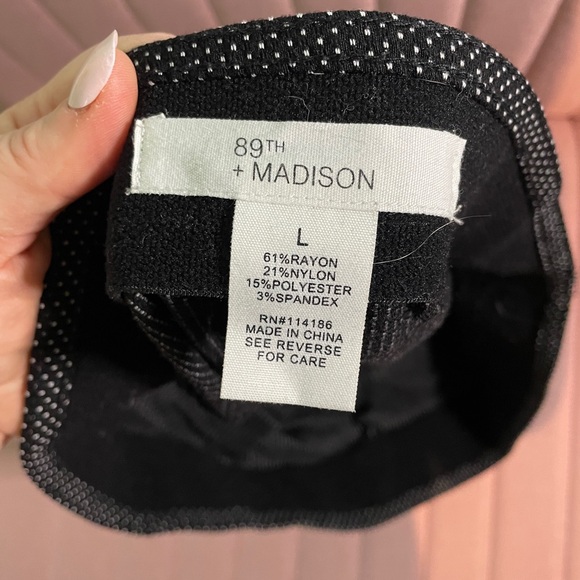 89TH
+ MADISON
L
61%RAYON
21%NYLON
15%POLYESTER
3%SPANDEX
RN#114186
MADE IN CHINA
SEE REVERSE
FOR CARE